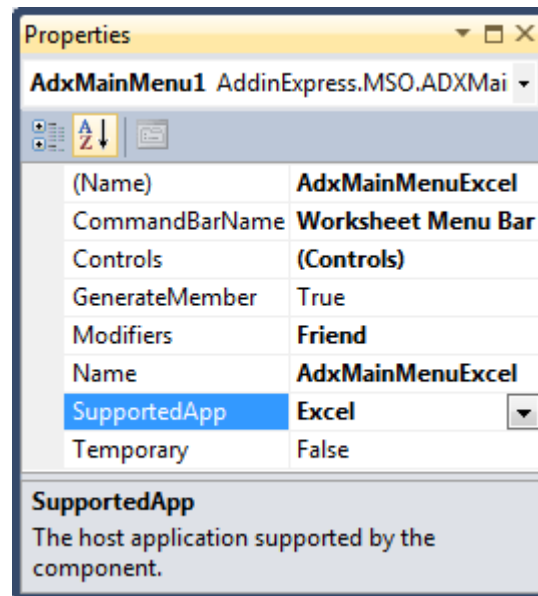 Properties
AdxMainMenu1 AddinExpress.MSO.ADXMai
A
Z
(Name) AdxMainMenuExcel
CommandBarName Worksheet Menu Bar
Controls (Controls)
GenerateMember True
Modifiers Friend
Name AdxMainMenuExcel
SupportedApp Excel
Temporary False
SupportedApp
The host application supported by the
component.